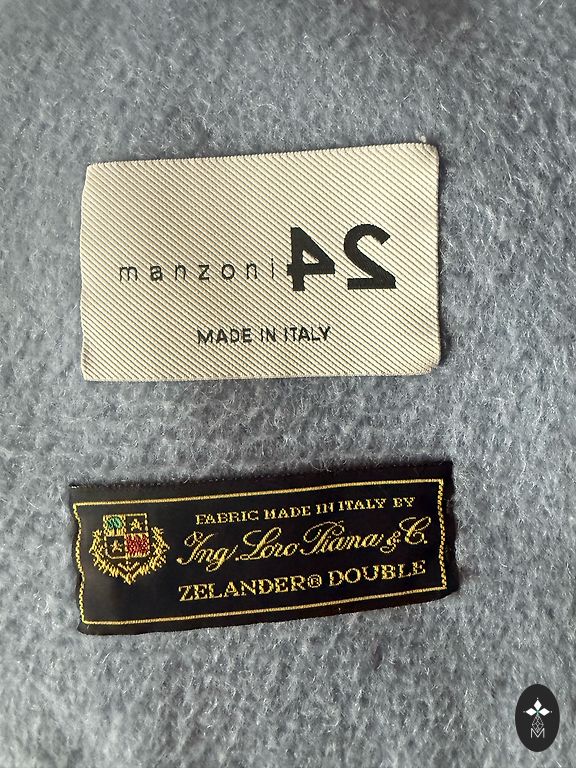 manzoni 24
MADE IN ITALY
FABRIC MADE IN ITALY BY
Ing. Loro Piana & C.
ZELANDER® DOUBLE
M